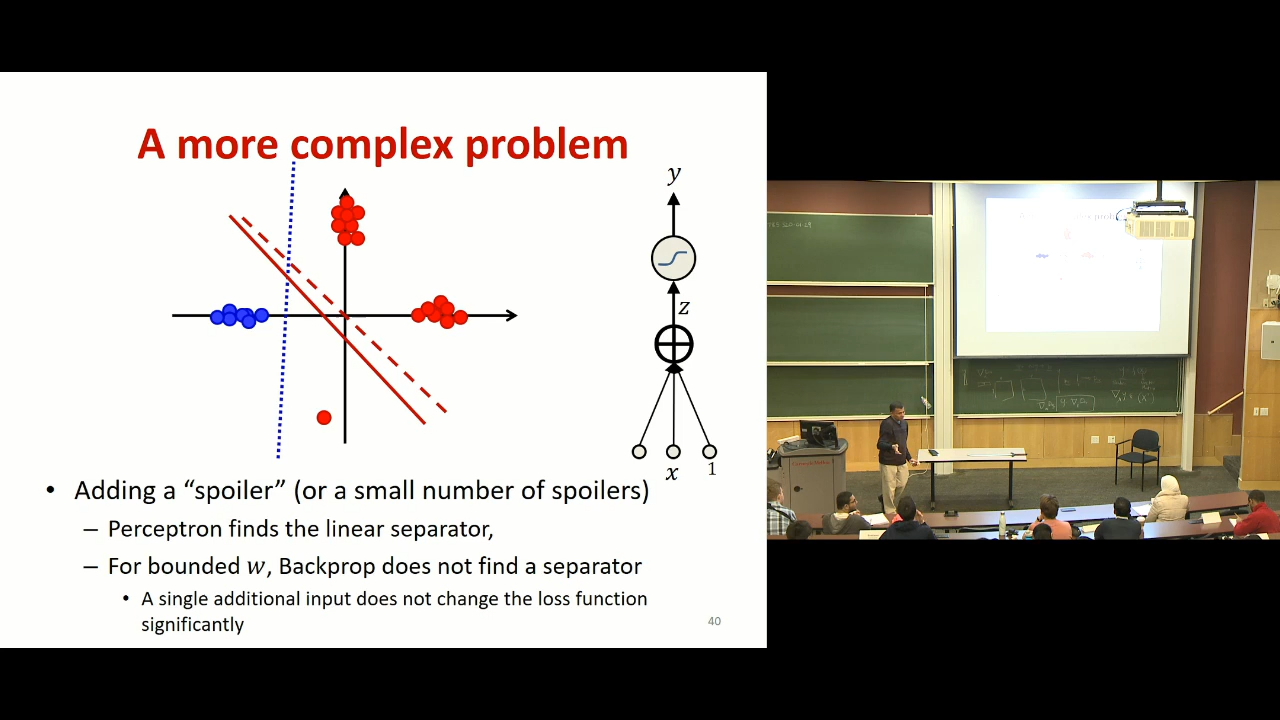 A more complex problem
y
z
x
1
• Adding a “spoiler” (or a small number of spoilers)
– Perceptron finds the linear separator,
– For bounded w, Backprop does not find a separator
• A single additional input does not change the loss function
significantly
40